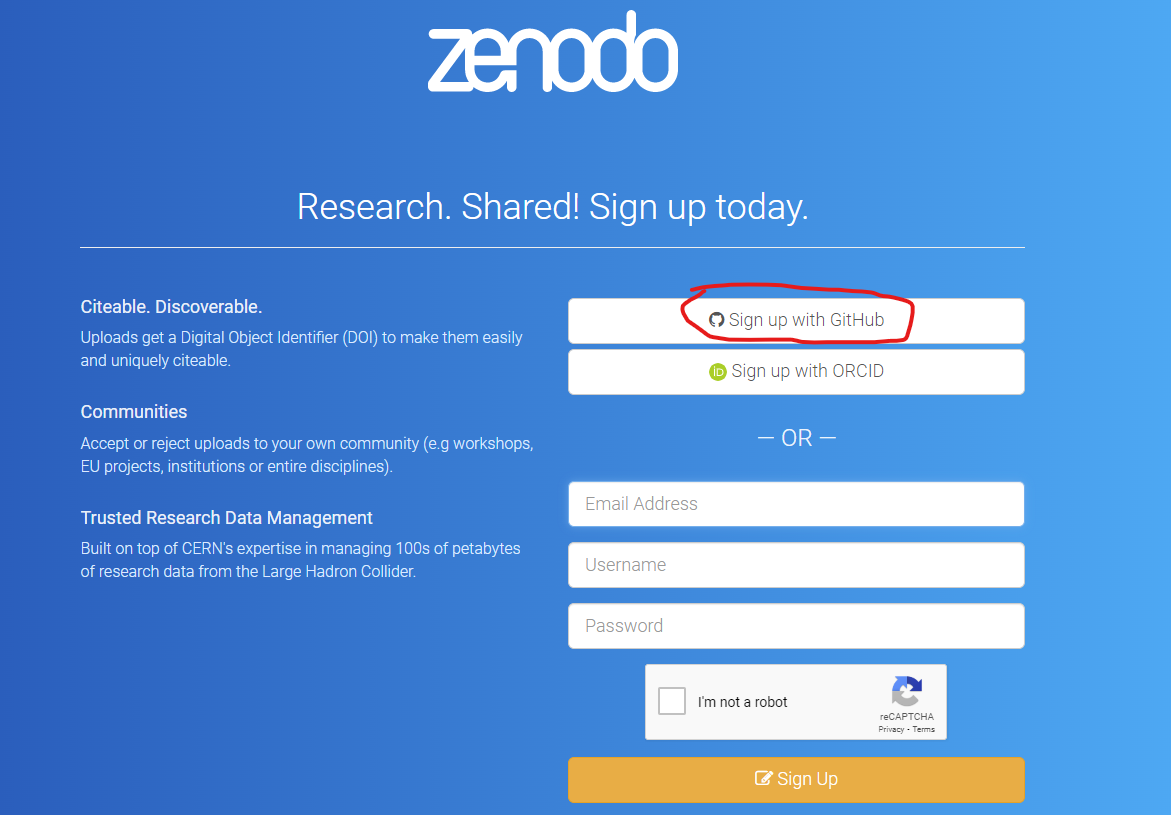 zenodo
Research. Shared! Sign up today.
Citeable. Discoverable.
Uploads get a Digital Object Identifier (DOI) to make them easily
and uniquely citeable.
Communities
Accept or reject uploads to your own community (e.g workshops,
EU projects, institutions or entire disciplines).
Trusted Research Data Management
Built on top of CERN's expertise in managing 100s of petabytes
of research data from the Large Hadron Collider.
Sign up with GitHub
iD Sign up with ORCID
— OR —
Email Address
Username
Password
I'm not a robot
reCAPTCHA
Privacy - Terms
Sign Up